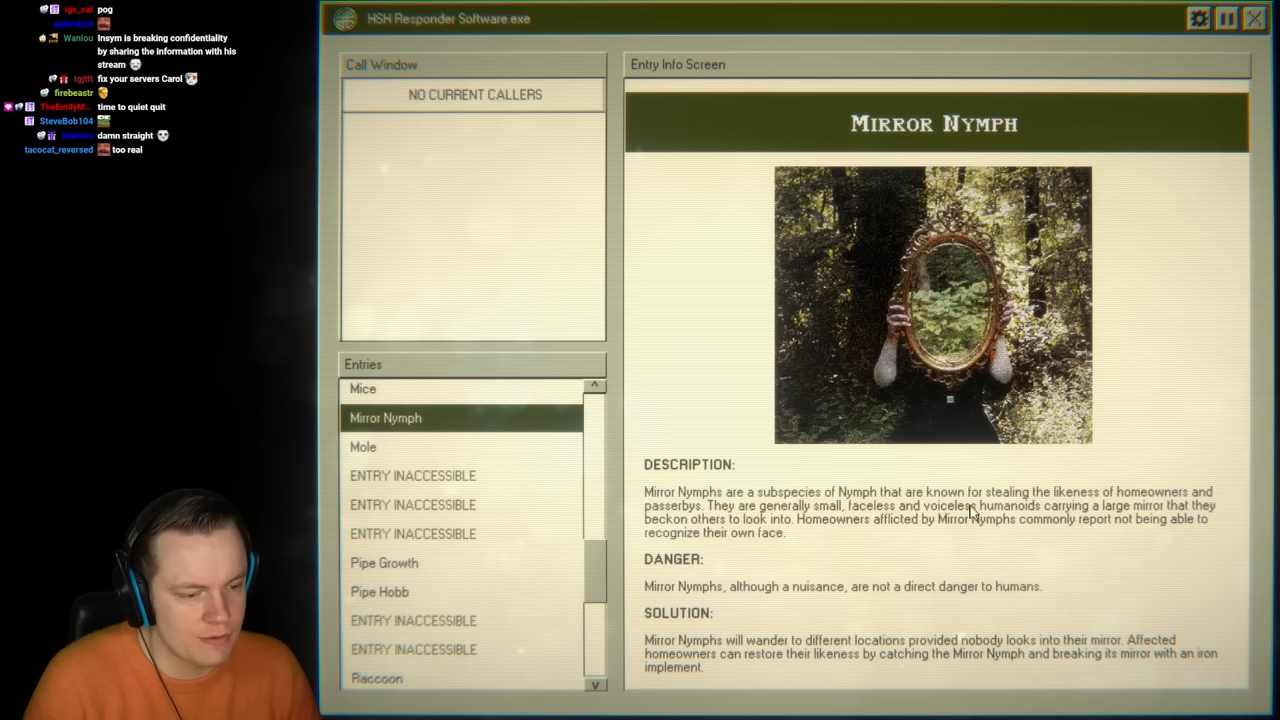 igc_cat pog
Wanlou Insym is breaking confidentiality
by sharing the information with his
stream
tgjttt fix your servers Carol
firebeastr
TheEmilyM... time to quiet quit
SteveBob104
damn straight
tacocat_reversed too real
HSH Responder Software.exe
Call Window
NO CURRENT CALLERS
Entries
Mice
Mirror Nymph
Mole
ENTRY INACCESSIBLE
ENTRY INACCESSIBLE
ENTRY INACCESSIBLE
Pipe Growth
Pipe Hobb
ENTRY INACCESSIBLE
ENTRY INACCESSIBLE
Raccoon
Entry Info Screen
MIRROR NYMPH
DESCRIPTION:
Mirror Nymphs are a subspecies of Nymph that are known for stealing the likeness of homeowners and
passerbys. They are generally small, faceless and voiceless humanoids carrying a large mirror that they
beckon others to look into. Homeowners afflicted by Mirror Nymphs commonly report not being able to
recognize their own face.
DANGER:
Mirror Nymphs, although a nuisance, are not a direct danger to humans.
SOLUTION:
Mirror Nymphs will wander to different locations provided nobody looks into their mirror. Affected
homeowners can restore their likeness by catching the Mirror Nymph and breaking its mirror with an iron
implement.